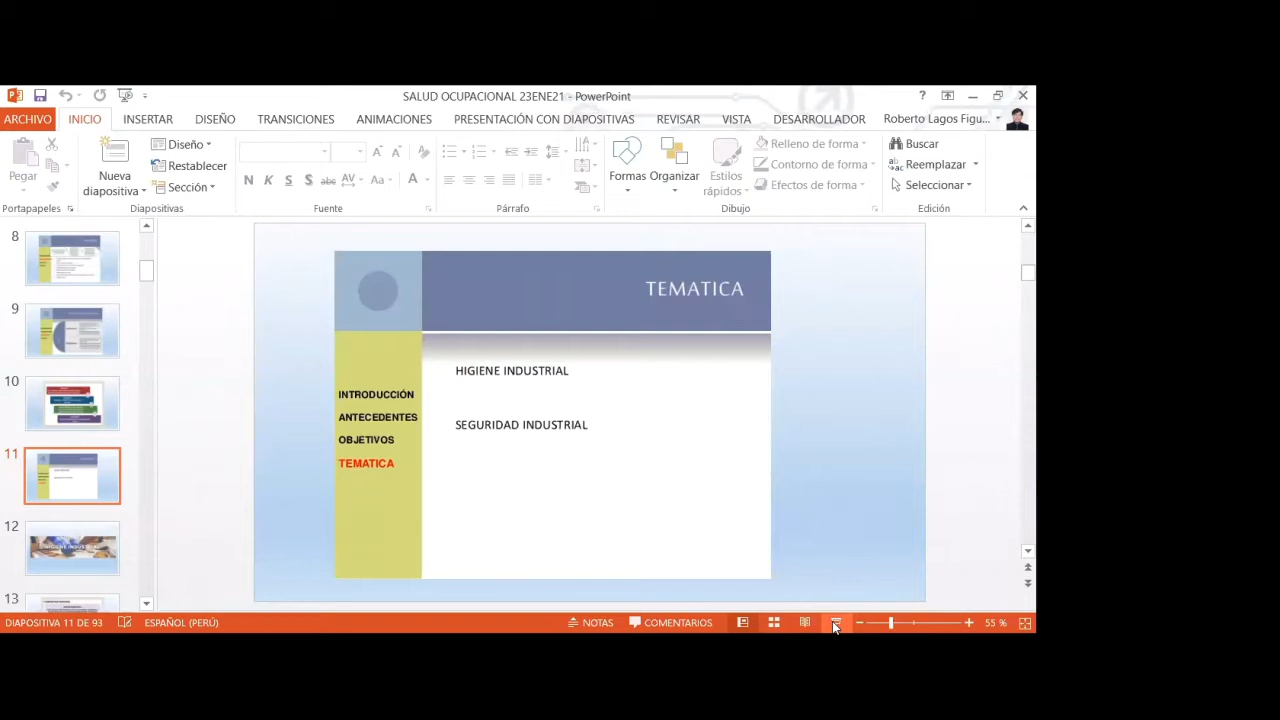 SALUD OCUPACIONAL 23ENE21 - PowerPoint
ARCHIVO INICIO INSERTAR DISEÑO TRANSICIONES ANIMACIONES PRESENTACIÓN CON DIAPOSITIVAS REVISAR VISTA DESARROLLADOR Roberto Lagos Figu...
Pegar
Nueva diapositiva
Diseño
Restablecer
Sección
N K S S abc AV Aa A
Formas
Organizar
Estilos rápidos
Relleno de forma
Contorno de forma
Efectos de forma
Buscar
Reemplazar
Seleccionar
Portapapeles Diapositivas Fuente Párrafo Dibujo Edición
8
9
10
11
12
HIGIENE INDUSTRIAL
13
TEMATICA
INTRODUCCIÓN
ANTECEDENTES
OBJETIVOS
TEMATICA
HIGIENE INDUSTRIAL
SEGURIDAD INDUSTRIAL
DIAPOSITIVA 11 DE 93 ESPAÑOL (PERÚ) NOTAS COMENTARIOS 55 %